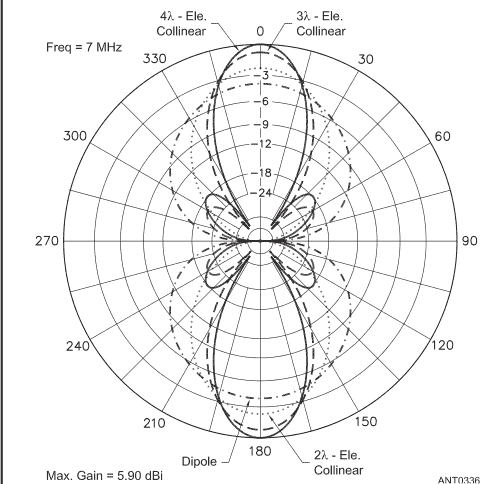 4λ - Ele.
Collinear
3λ - Ele.
Collinear
Freq = 7 MHz
0
330
30
-3
-6
300
60
-9
-12
-18
-24
270
90
240
120
210
150
180
Dipole
2λ - Ele.
Collinear
Max. Gain = 5.90 dBi
ANT0336